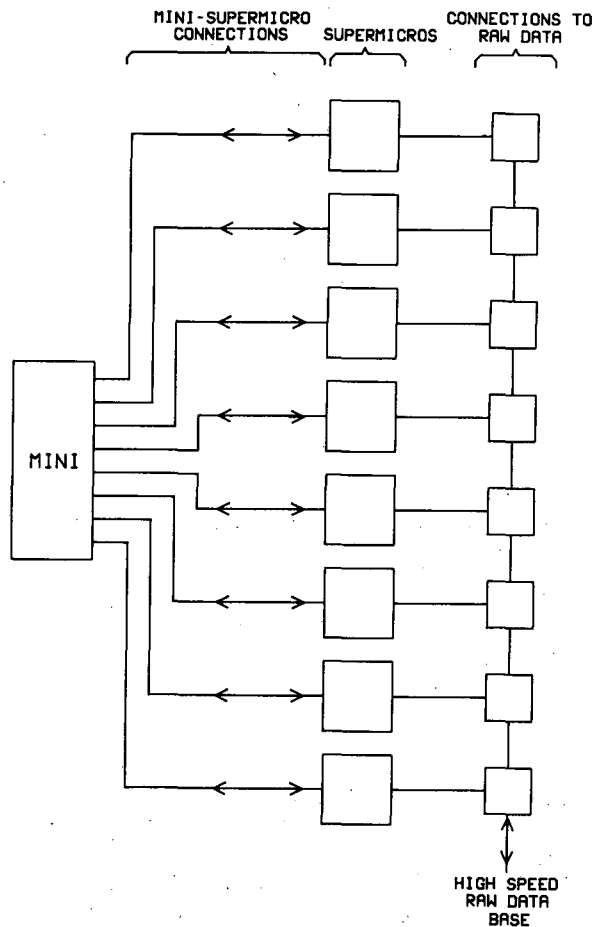 MINI-SUPERMICRO
CONNECTIONS
SUPERMICROS
CONNECTIONS TO
RAW DATA
MINI
HIGH SPEED
RAW DATA
BASE